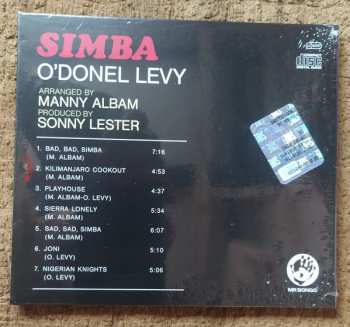 SIMBA
O'DONEL LEVY
ARRANGED BY
MANNY ALBAM
PRODUCED BY
SONNY LESTER
1. BAD, BAD, SIMBA 7:16
(M. ALBAM)
2. KILIMANJARO COOKOUT 4:53
(M. ALBAM)
3. PLAYHOUSE 4:37
(M. ALBAM-O. LEVY)
4. SIERRA LONELY 5:34
(M. ALBAM)
5. SAD, SAD, SIMBA 6:07
(M. ALBAM)
6. JONI 5:10
(O. LEVY)
7. NIGERIAN KNIGHTS 5:06
(O. LEVY)
MR BONGO